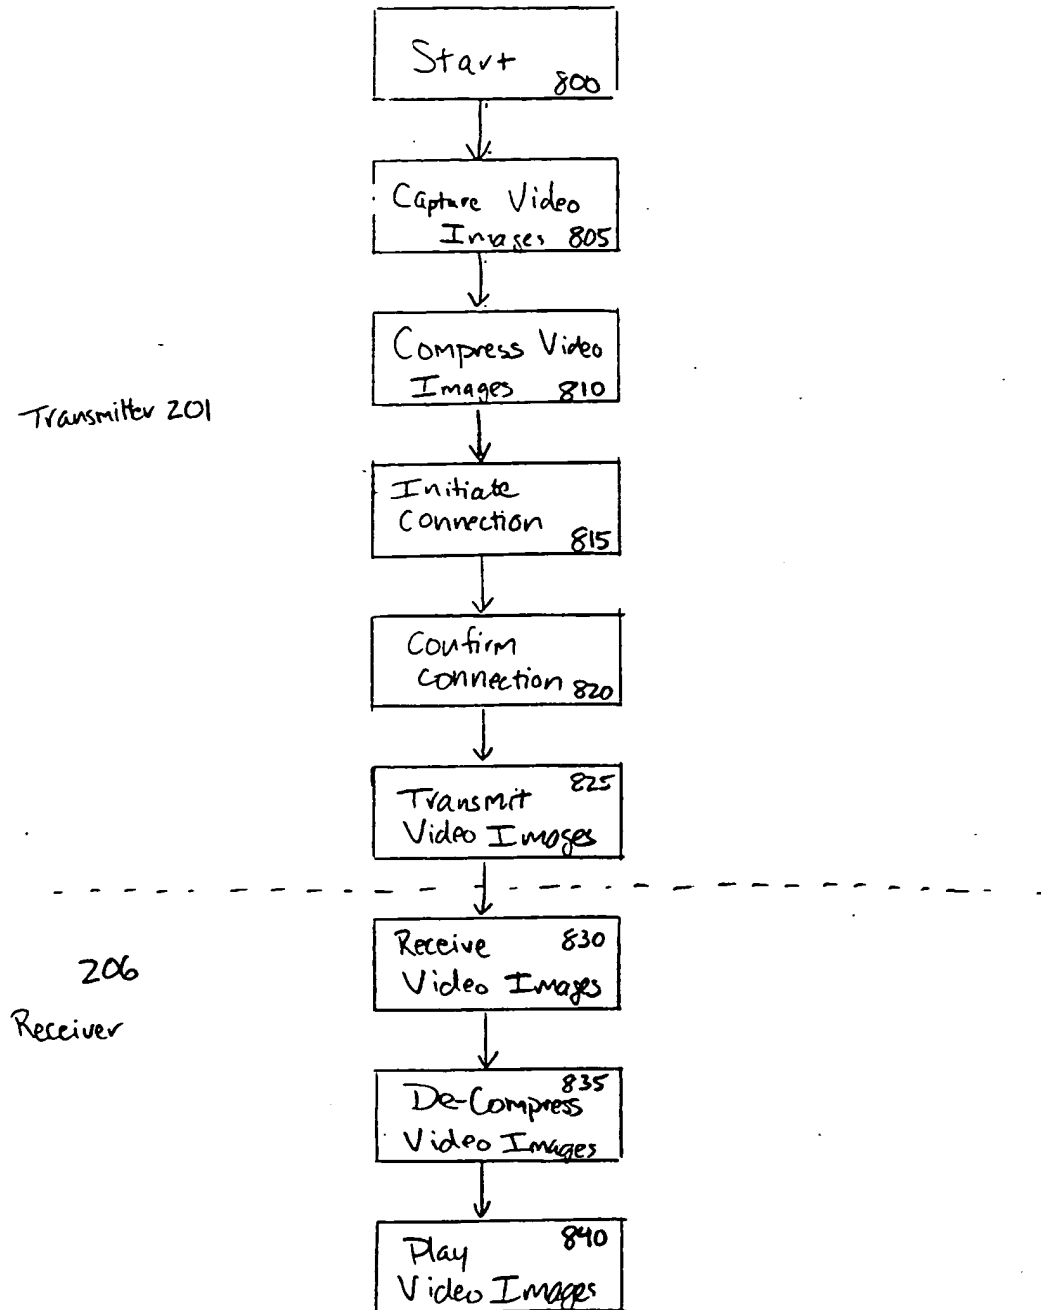 Start
800
Capture Video
Images 805
Compress Video
Images 810
Transmitter 201
Initiate
Connection
815
Confirm
connection 820
825
Transmit
Video Images
Receive 830
Video Images
206
Receiver
835
De-Compress
Video Images
Play 840
Video Images